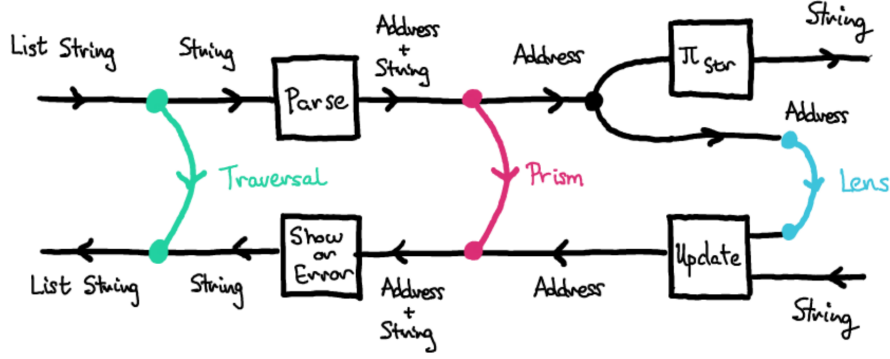 List String
String
Parse
Address
+
String
Address
π Str
String
Address
Traversal
Prism
Lens
List String
String
Show
or
Error
Address
+
String
Address
Update
String